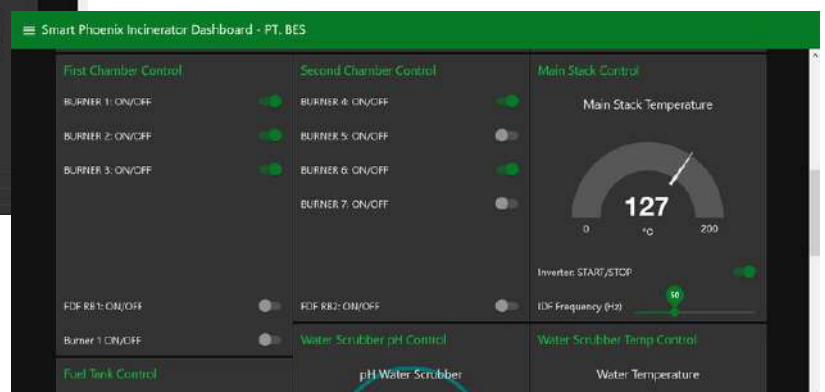 Smart Phoenix Incinerator Dashboard - PT. BES
First Chamber Control
BURNER 1: ON/OFF
BURNER 2: ON/OFF
BURNER 3: ON/OFF
FDF RB1: ON/OFF
Burner 1 ON/OFF
Fuel Tank Control
Second Chamber Control
BURNER 4: ON/OFF
BURNER 5: ON/OFF
BURNER 6: ON/OFF
BURNER 7: ON/OFF
FDF RB2: ON/OFF
Water Scrubber pH Control
pH Water Scrubber
Main Stack Control
Main Stack Temperature
127
0
°C
200
Inverter: START/STOP
50
IDF Frequency (Hz)
Water Scrubber Temp Control
Water Temperature